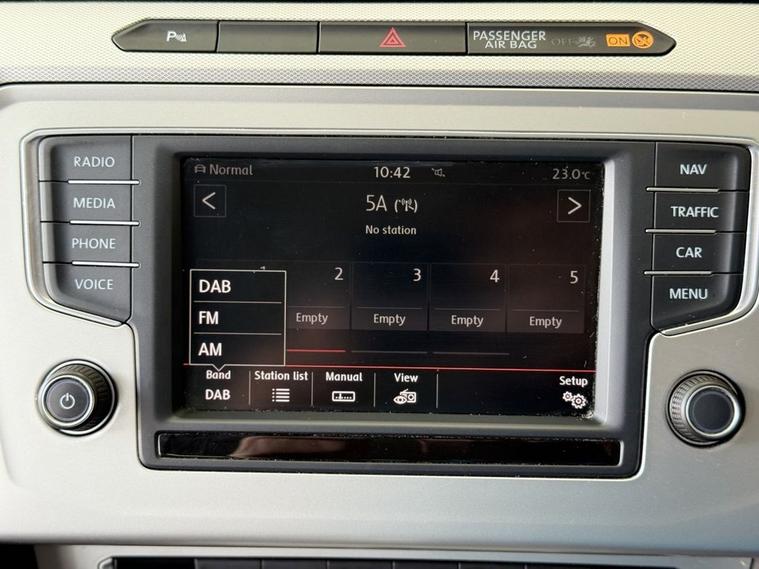 P
PASSENGER
AIR BAG OFF ON
RADIO
MEDIA
PHONE
VOICE
Normal 10:42 23.0°C
< 5A >
No station
2 3 4 5
Empty Empty Empty Empty
DAB
FM
AM
Band Station list Manual View Setup
DAB
NAV
TRAFFIC
CAR
MENU